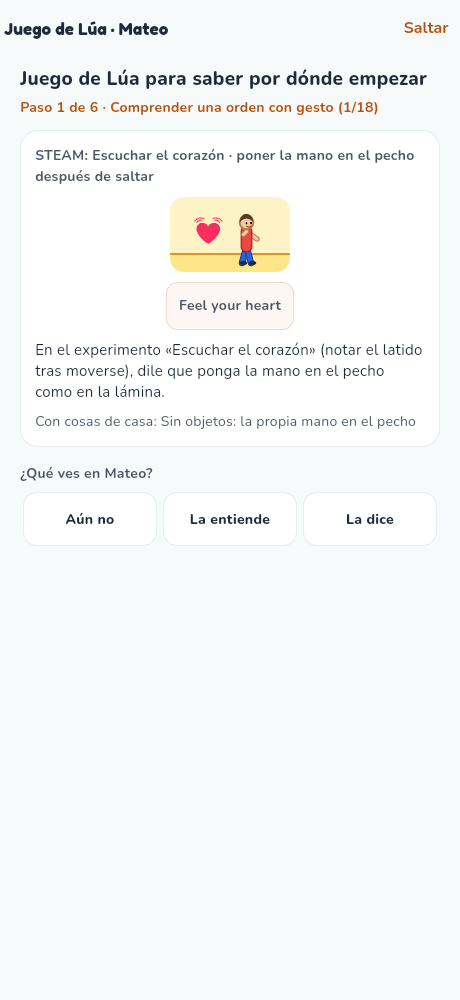 Juego de Lúa · Mateo
Saltar
Juego de Lúa para saber por dónde empezar
Paso 1 de 6 · Comprender una orden con gesto (1/18)
STEAM: Escuchar el corazón · poner la mano en el pecho
después de saltar
Feel your heart
En el experimento «Escuchar el corazón» (notar el latido
tras moverse), dile que ponga la mano en el pecho
como en la lámina.
Con cosas de casa: Sin objetos: la propia mano en el pecho
¿Qué ves en Mateo?
Aún no
La entiende
La dice